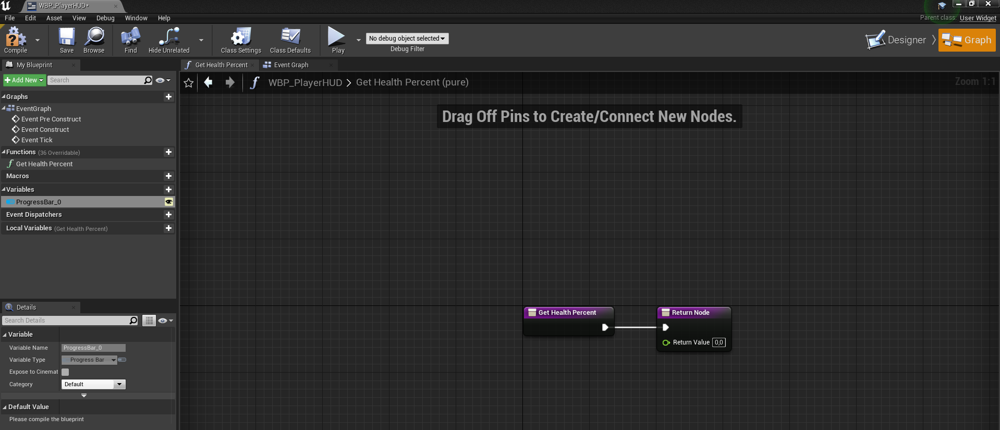 WBP_PlayerHUD*
File Edit Asset View Debug Window Help
Parent class: User Widget
Compile Save Browse Find Hide Unrelated Class Settings Class Defaults Play
No debug object selected
Debug Filter
Designer Graph
My Blueprint
Get Health Percent Event Graph
Add New Search
WBP_PlayerHUD > Get Health Percent (pure)
Zoom 1:1
Graphs
EventGraph
Event Pre Construct
Event Construct
Event Tick
Functions (36 Overridable)
Get Health Percent
Macros
Variables
ProgressBar_0
Event Dispatchers
Local Variables (Get Health Percent)
Drag Off Pins to Create/Connect New Nodes.
Get Health Percent
Return Node
Return Value 0,0
Details
Search Details
Variable
Variable Name ProgressBar_0
Variable Type Progress Bar
Expose to Cinemat
Category Default
Default Value
Please compile the blueprint